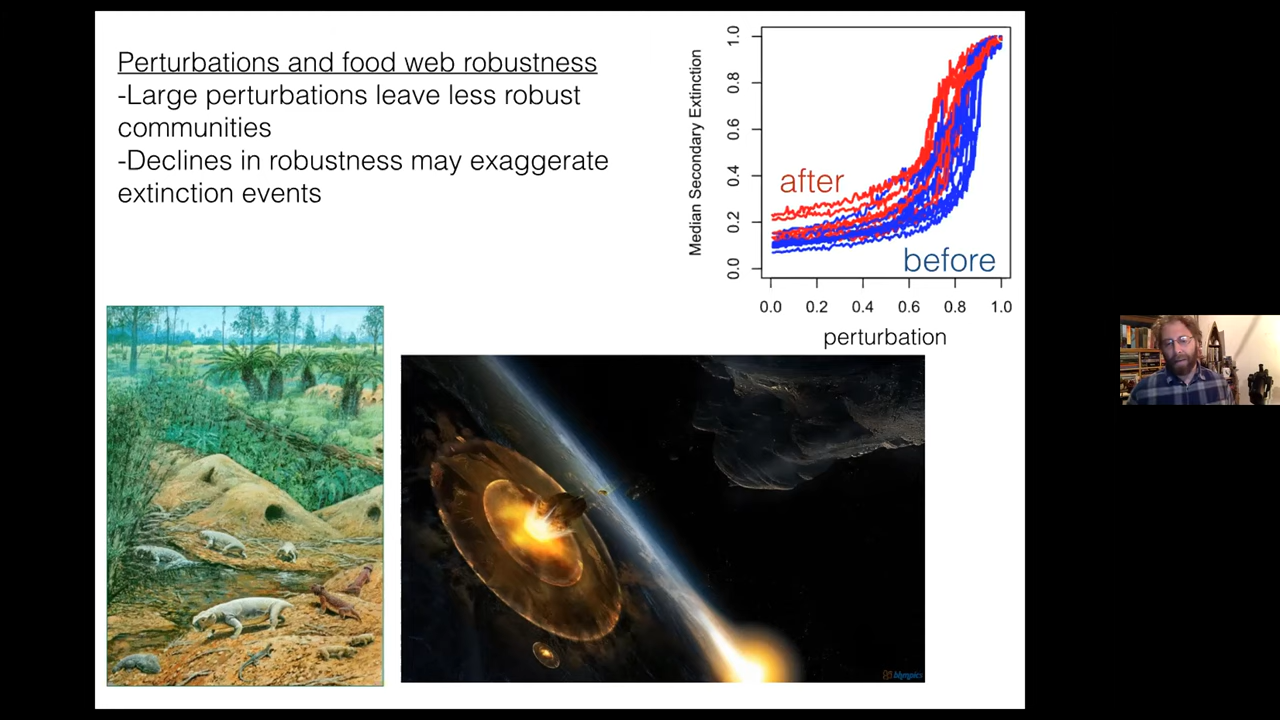 Perturbations and food web robustness
-Large perturbations leave less robust
communities
-Declines in robustness may exaggerate
extinction events
Median Secondary Extinction
1.0
0.8
0.6
0.4
0.2
0.0
after
before
0.0 0.2 0.4 0.6 0.8 1.0
perturbation
blympics